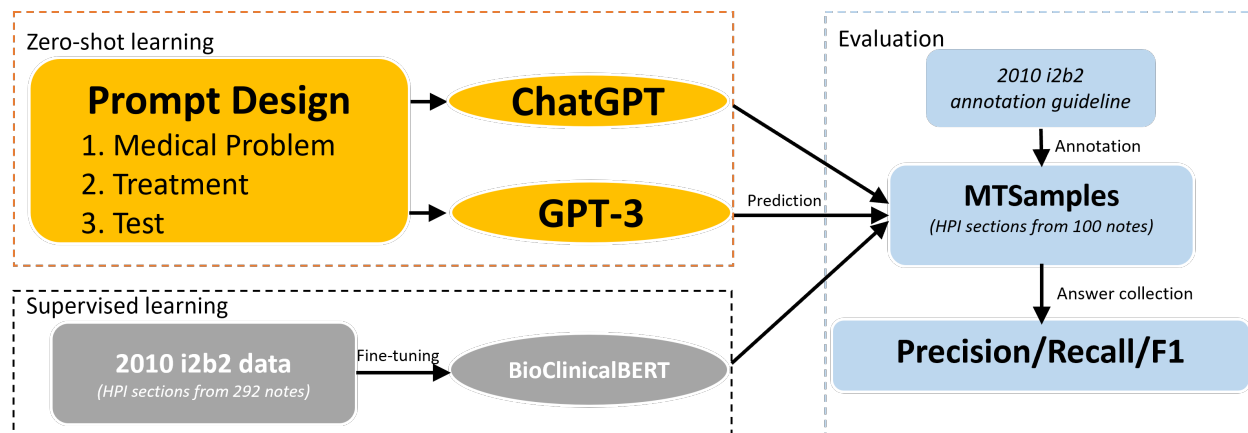 Zero-shot learning
Prompt Design
1. Medical Problem
2. Treatment
3. Test
ChatGPT
GPT-3
Prediction
Supervised learning
2010 i2b2 data
(HPI sections from 292 notes)
Fine-tuning
BioClinicalBERT
Evaluation
2010 i2b2
annotation guideline
Annotation
MTSamples
(HPI sections from 100 notes)
Answer collection
Precision/Recall/F1